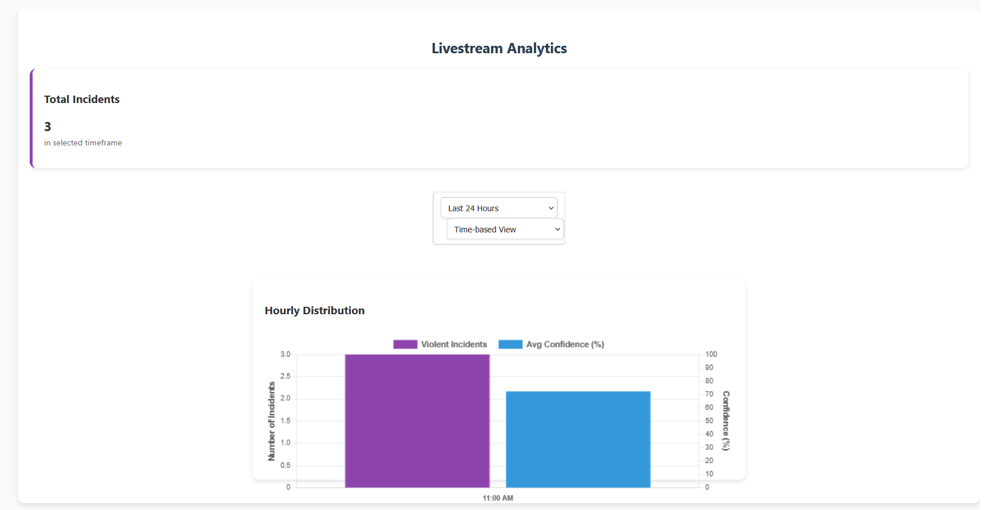 Livestream Analytics
Total Incidents
3
in selected timeframe
Last 24 Hours
Time-based View
Hourly Distribution
Violent Incidents
Avg Confidence (%)
Number of Incidents
3.0
2.5
2.0
1.5
1.0
0.5
0
100
90
80
70
60
50
40
30
20
10
0
Confidence (%)
11:00 AM